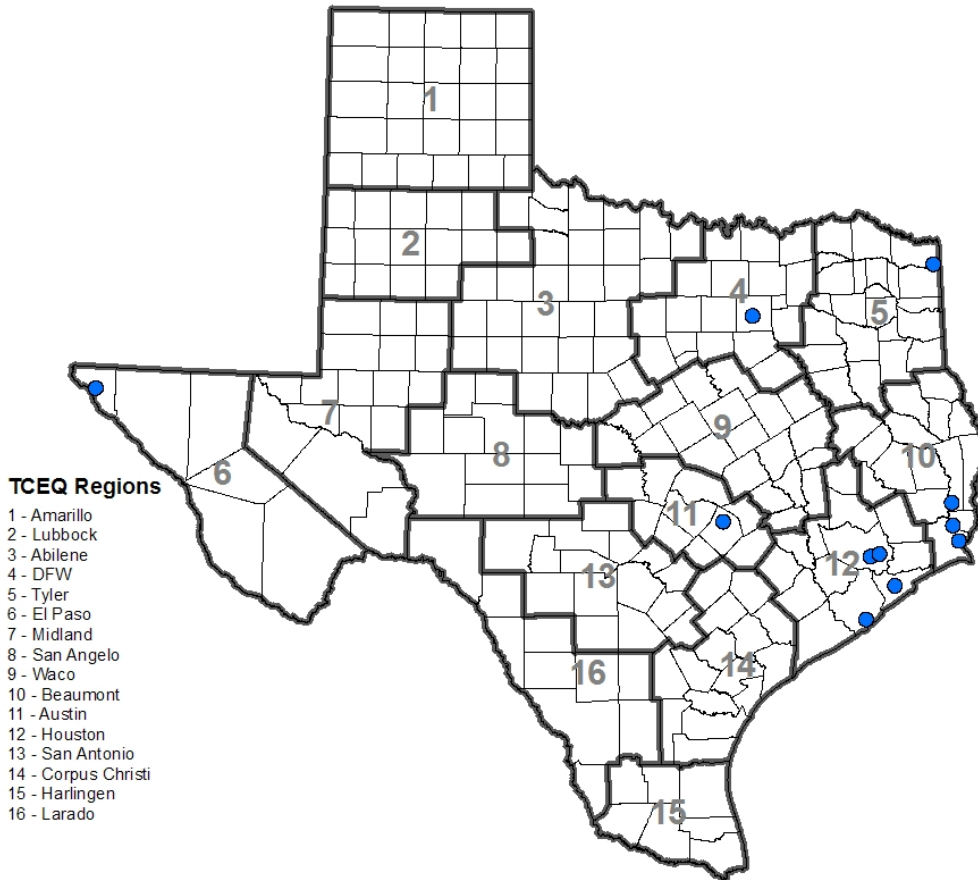 1
2
3
4
5
6
7
8
9
10
11
12
13
14
15
16
TCEQ Regions
1 - Amarillo
2 - Lubbock
3 - Abilene
4 - DFW
5 - Tyler
6 - El Paso
7 - Midland
8 - San Angelo
9 - Waco
10 - Beaumont
11 - Austin
12 - Houston
13 - San Antonio
14 - Corpus Christi
15 - Harlingen
16 - Larado